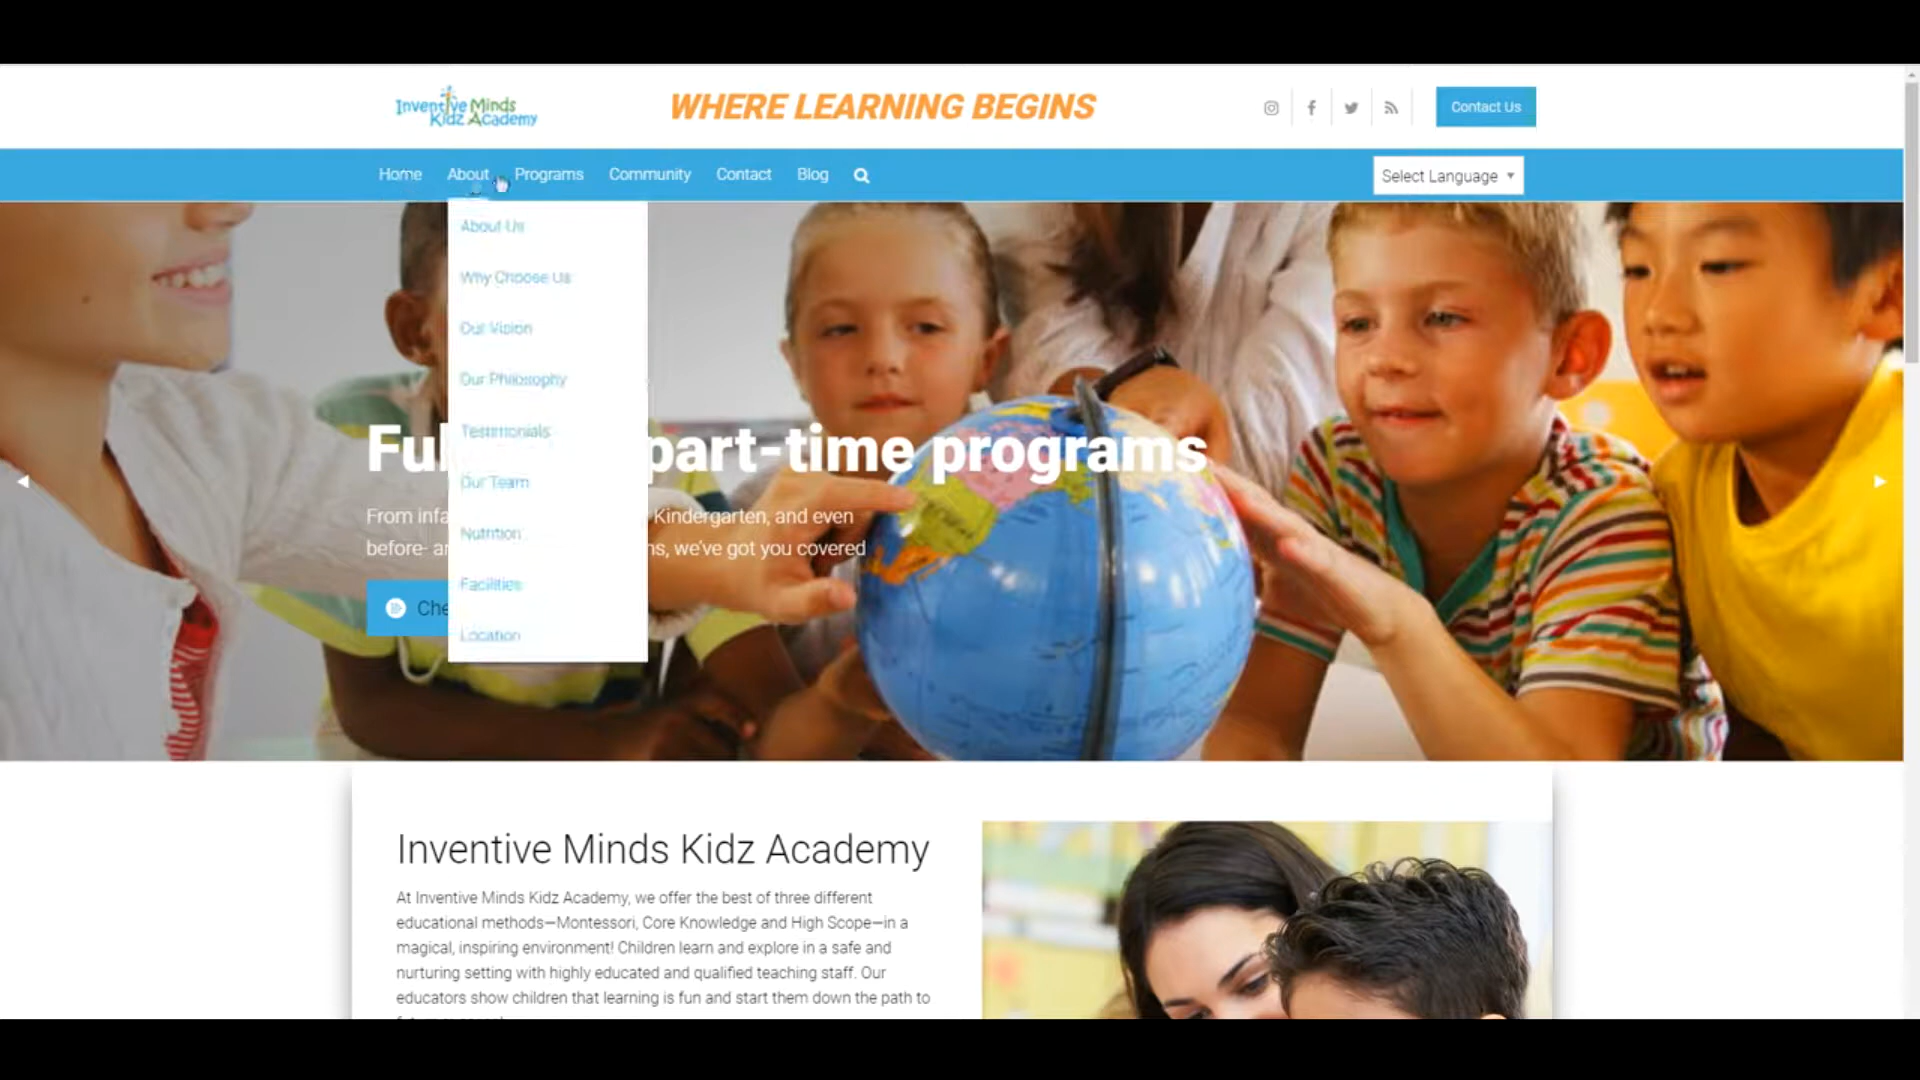 Inventive Minds
Kidz Academy
WHERE LEARNING BEGINS
Contact Us
Home About Programs Community Contact Blog
Select Language
About Us
Why Choose Us
Our Vision
Our Philosophy
Testimonials
Our Team
Nutrition
Facilities
Location
Ful part-time programs
From infa Kindergarten, and even
before- a ns, we've got you covered
Che
Inventive Minds Kidz Academy
At Inventive Minds Kidz Academy, we offer the best of three different
educational methods—Montessori, Core Knowledge and High Scope—in a
magical, inspiring environment! Children learn and explore in a safe and
nurturing setting with highly educated and qualified teaching staff. Our
educators show children that learning is fun and start them down the path to